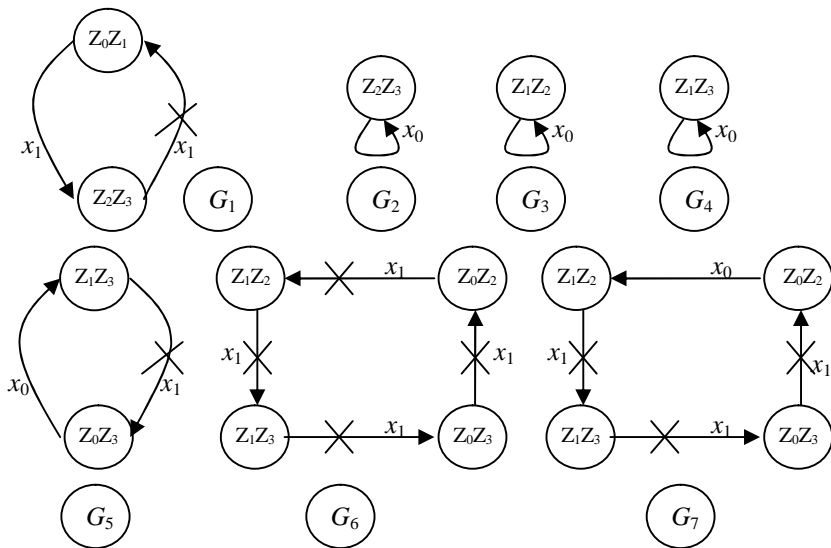 Z₀Z₁
Z₂Z₃ Z₁Z₂ Z₁Z₃
x₀ x₀ x₀
x₁ x₁
Z₂Z₃ G₁ G₂ G₃ G₄
Z₁Z₃ Z₁Z₂ x₁ Z₀Z₂ Z₁Z₂ x₀ Z₀Z₂
x₀ x₁ x₁ x₁ x₁ x₁
Z₀Z₃ Z₁Z₃ x₁ Z₀Z₃ Z₁Z₃ x₁ Z₀Z₃
G₅ G₆ G₇